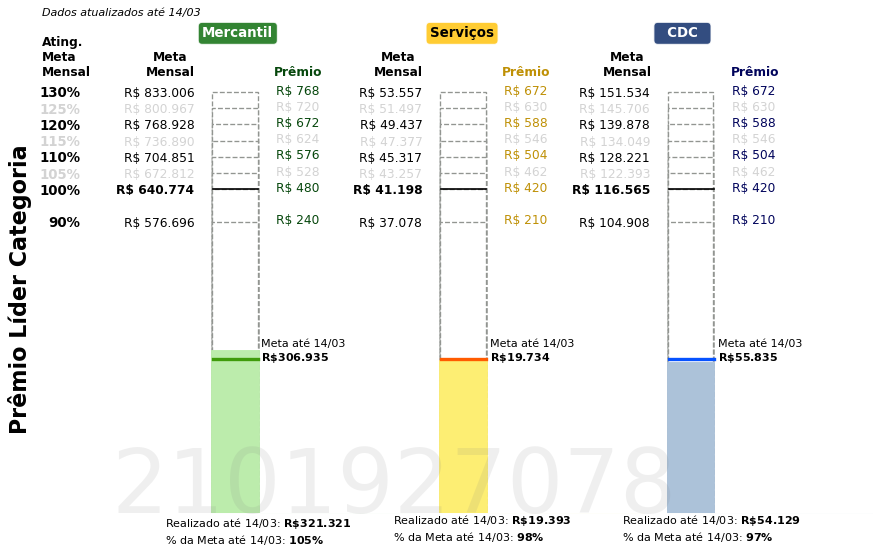 Dados atualizados até 14/03
Mercantil Serviços CDC
Ating.
Meta
Mensal
Meta
Mensal
Prêmio
Meta
Mensal
Prêmio
Meta
Mensal
Prêmio
130% R$ 833.006 R$ 768 R$ 53.557 R$ 672 R$ 151.534 R$ 672
125% R$ 800.967 R$ 720 R$ 51.497 R$ 630 R$ 145.706 R$ 630
120% R$ 768.928 R$ 672 R$ 49.437 R$ 588 R$ 139.878 R$ 588
115% R$ 736.890 R$ 624 R$ 47.377 R$ 546 R$ 134.049 R$ 546
110% R$ 704.851 R$ 576 R$ 45.317 R$ 504 R$ 128.221 R$ 504
105% R$ 672.812 R$ 528 R$ 43.257 R$ 462 R$ 122.393 R$ 462
100% R$ 640.774 R$ 480 R$ 41.198 R$ 420 R$ 116.565 R$ 420
90% R$ 576.696 R$ 240 R$ 37.078 R$ 210 R$ 104.908 R$ 210
Prêmio Líder Categoria
Meta até 14/03
R$306.935
Meta até 14/03
R$19.734
Meta até 14/03
R$55.835
2101927078
Realizado até 14/03: R$321.321
% da Meta até 14/03: 105%
Realizado até 14/03: R$19.393
% da Meta até 14/03: 98%
Realizado até 14/03: R$54.129
% da Meta até 14/03: 97%